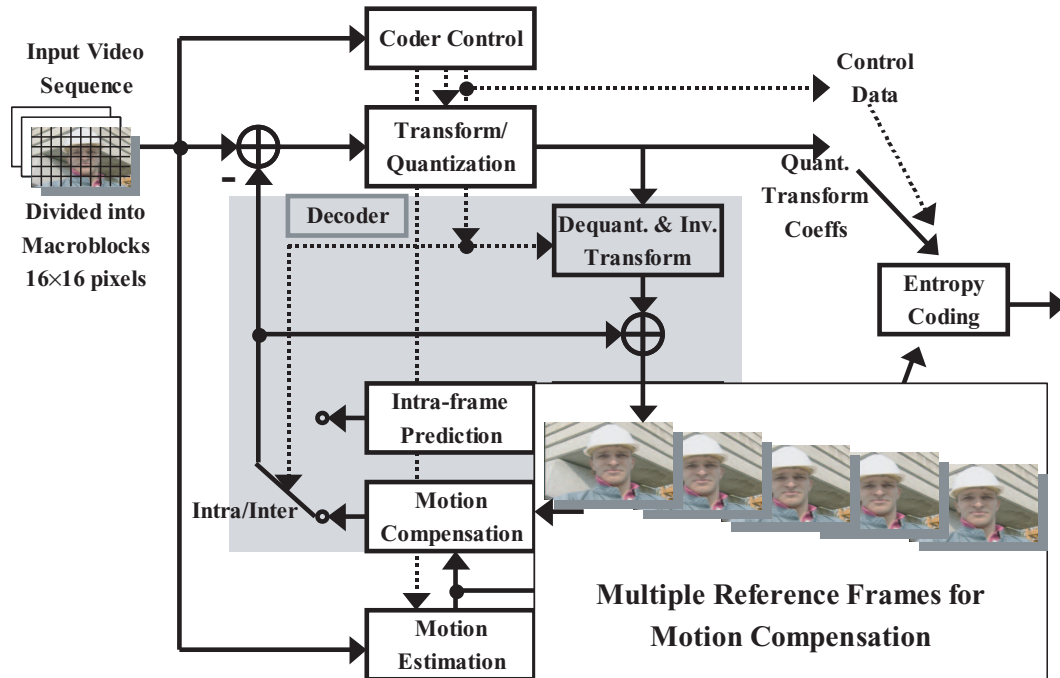 Coder Control
Input Video
Sequence
Control
Data
Transform/
Quantization
-
Quant.
Transform
Coeffs
Divided into
Macroblocks
16×16 pixels
Decoder
Dequant. & Inv.
Transform
Entropy
Coding
Intra-frame
Prediction
Intra/Inter
Motion
Compensation
Multiple Reference Frames for
Motion Compensation
Motion
Estimation